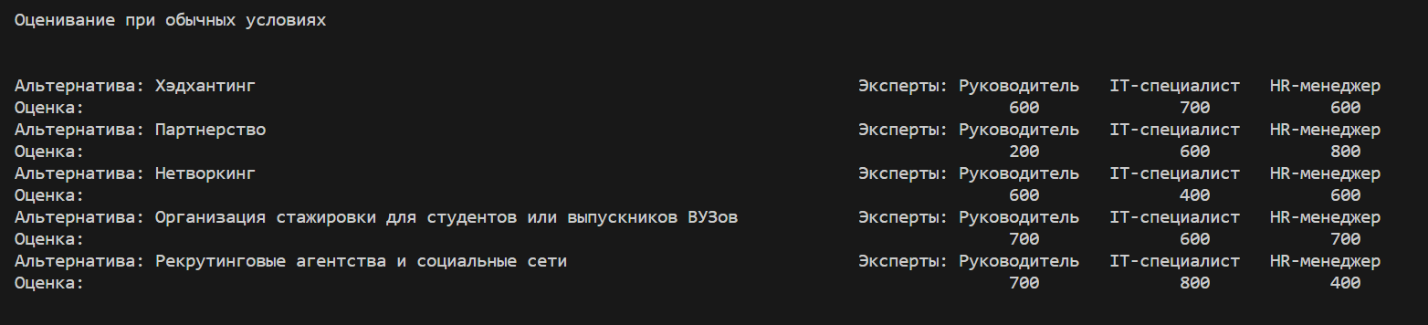 Оценивание при обычных условиях
Альтернатива: Хэдхантинг Эксперты: Руководитель IT-специалист HR-менеджер
Оценка: 600 700 600
Альтернатива: Партнерство Эксперты: Руководитель IT-специалист HR-менеджер
Оценка: 200 600 800
Альтернатива: Нетворкинг Эксперты: Руководитель IT-специалист HR-менеджер
Оценка: 600 400 600
Альтернатива: Организация стажировки для студентов или выпускников ВУЗов Эксперты: Руководитель IT-специалист HR-менеджер
Оценка: 700 600 700
Альтернатива: Рекрутинговые агентства и социальные сети Эксперты: Руководитель IT-специалист HR-менеджер
Оценка: 700 800 400